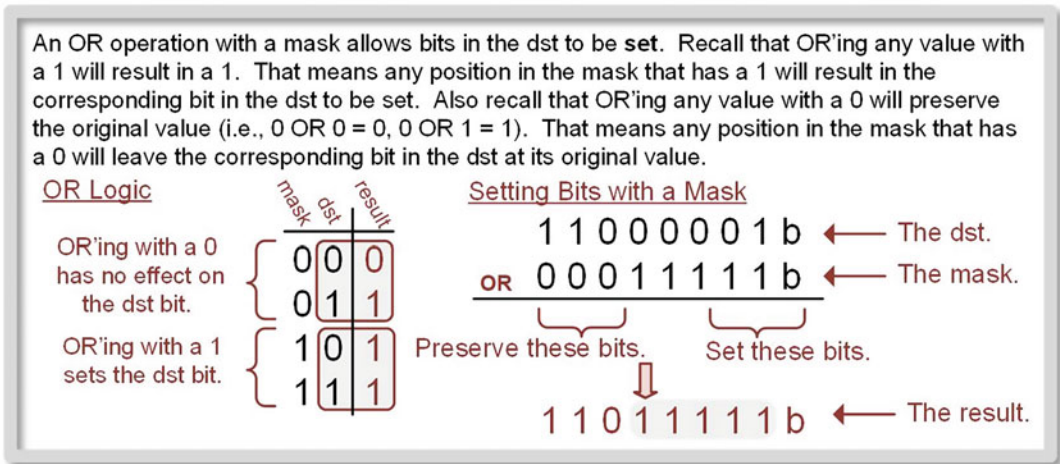 An OR operation with a mask allows bits in the dst to be set. Recall that OR'ing any value with
a 1 will result in a 1. That means any position in the mask that has a 1 will result in the
corresponding bit in the dst to be set. Also recall that OR'ing any value with a 0 will preserve
the original value (i.e., 0 OR 0 = 0, 0 OR 1 = 1). That means any position in the mask that has
a 0 will leave the corresponding bit in the dst at its original value.
OR Logic
mask dst result
OR'ing with a 0
has no effect on
the dst bit.
0 0 0
0 1 1
OR'ing with a 1
sets the dst bit.
1 0 1
1 1 1
Setting Bits with a Mask
1 1 0 0 0 0 0 1 b The dst.
OR 0 0 0 1 1 1 1 1 b The mask.
Preserve these bits. Set these bits.
1 1 0 1 1 1 1 1 b The result.